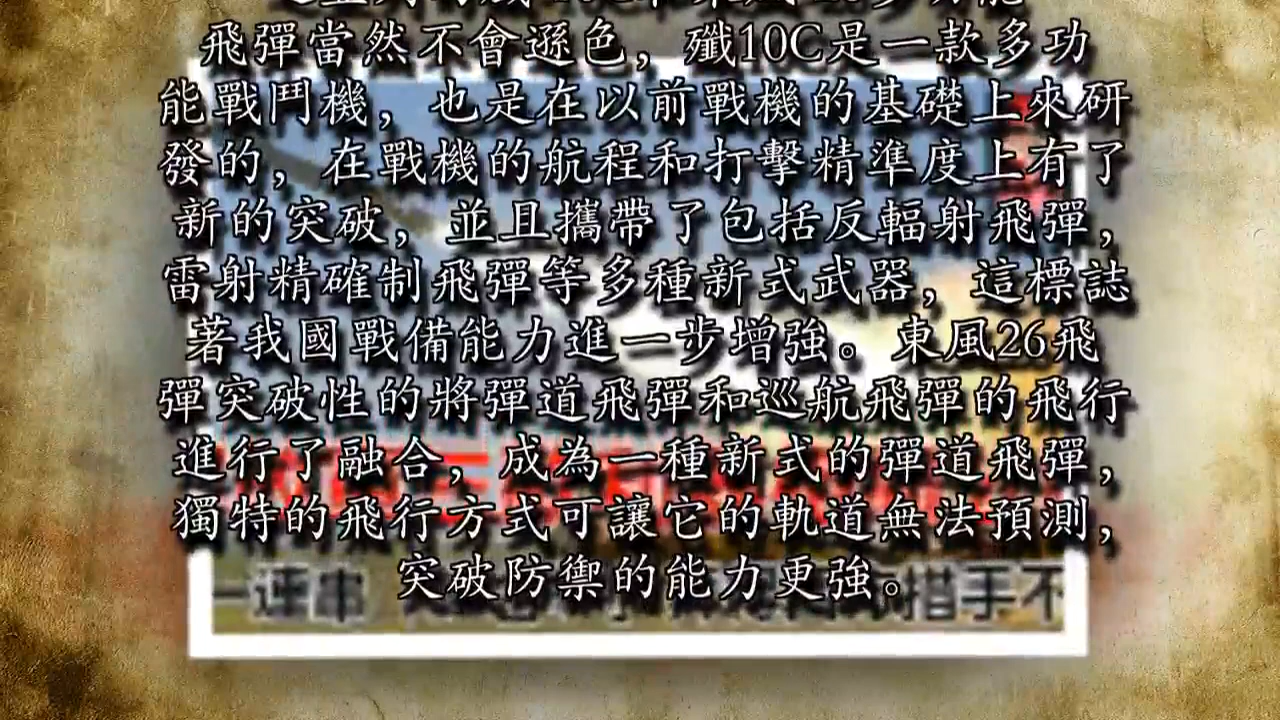 飛彈當然不會遜色，殲10C是一款多功
能戰鬥機，也是在以前戰機的基礎上來研
發的，在戰機的航程和打擊精準度上有了
新的突破，並且攜帶了包括反輻射飛彈，
雷射精確制飛彈等多種新式武器，這標誌
著我國戰備能力進一步增強。東風26飛
彈突破性的將彈道飛彈和巡航飛彈的飛行
進行了融合，成為一種新式的彈道飛彈，
獨特的飛行方式可讓它的軌道無法預測，
突破防禦的能力更強。
一連串
措手不